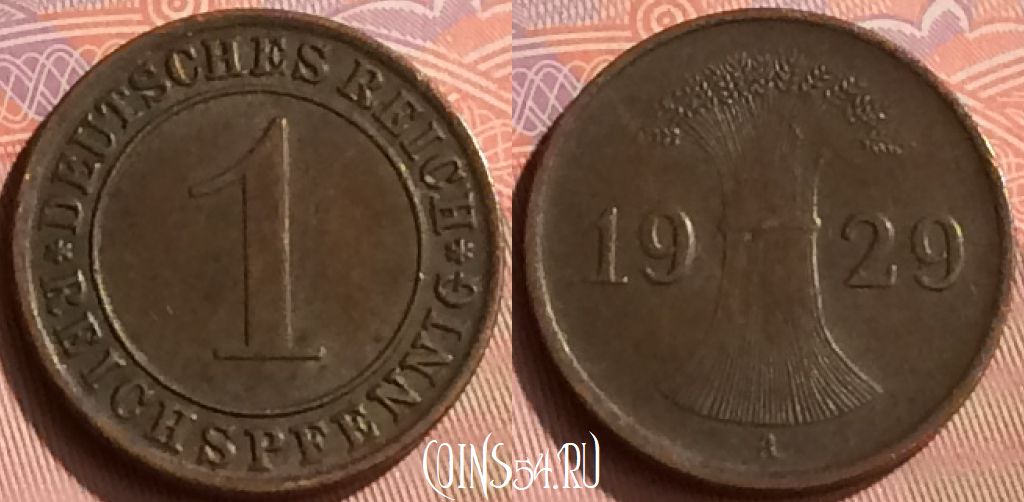 *DEUTSCHES REICH*
REICHSPFENNIG
1
19 29
A
COINS54.RU